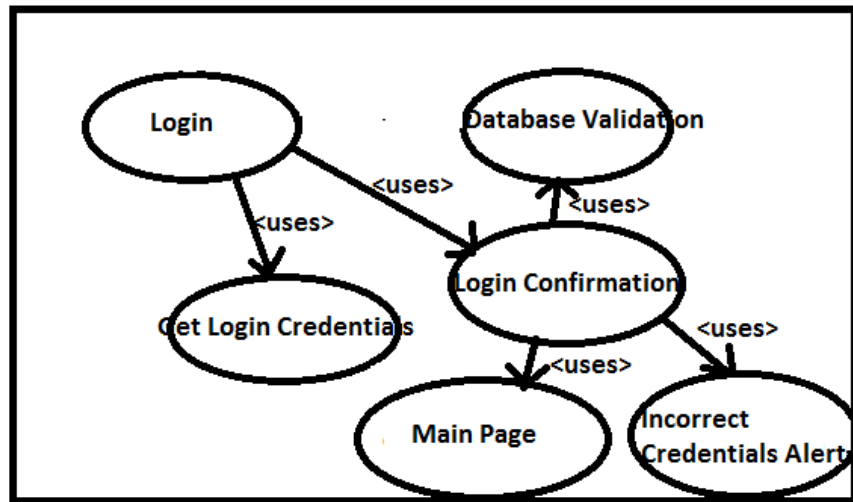 Login
Database Validation
<uses>
<uses>
<uses>
Login Confirmation
Get Login Credentials
<uses>
<uses>
Main Page
Incorrect
Credentials Alert